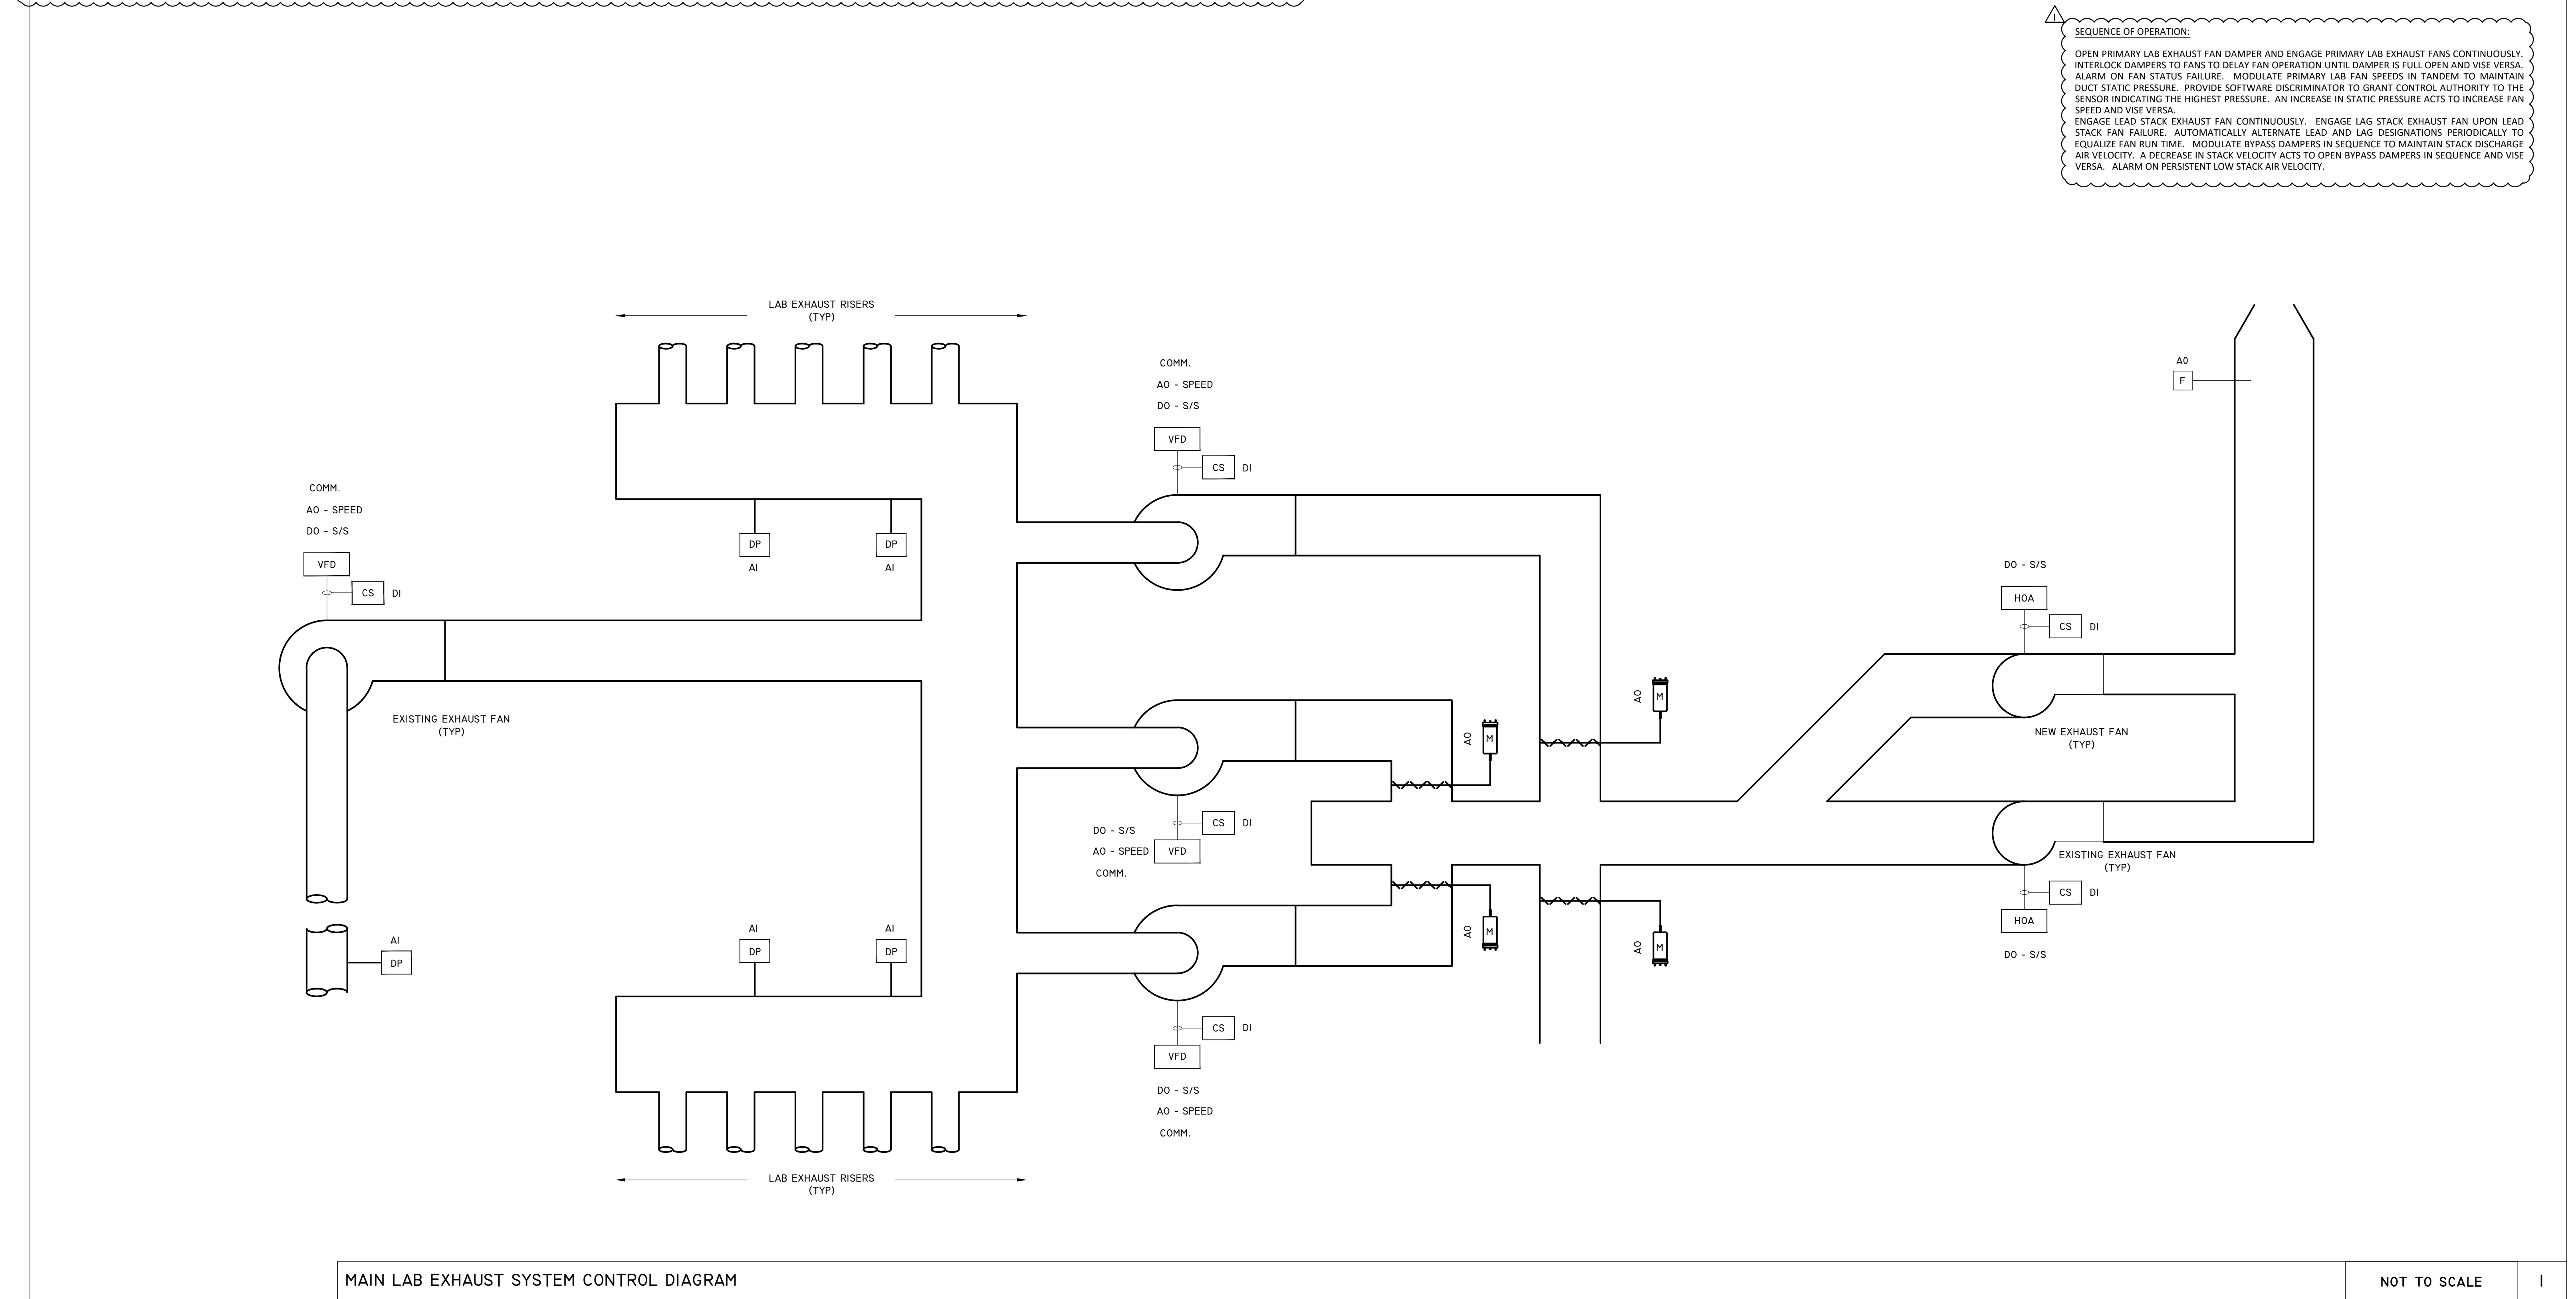 1
SEQUENCE OF OPERATION:
OPEN PRIMARY LAB EXHAUST FAN DAMPER AND ENGAGE PRIMARY LAB EXHAUST FANS CONTINUOUSLY.
INTERLOCK DAMPERS TO FANS TO DELAY FAN OPERATION UNTIL DAMPER IS FULL OPEN AND VISE VERSA.
ALARM ON FAN STATUS FAILURE. MODULATE PRIMARY LAB FAN SPEEDS IN TANDEM TO MAINTAIN
DUCT STATIC PRESSURE. PROVIDE SOFTWARE DISCRIMINATOR TO GRANT CONTROL AUTHORITY TO THE
SENSOR INDICATING THE HIGHEST PRESSURE. AN INCREASE IN STATIC PRESSURE ACTS TO INCREASE FAN
SPEED AND VISE VERSA.
ENGAGE LEAD STACK EXHAUST FAN CONTINUOUSLY. ENGAGE LAG STACK EXHAUST FAN UPON LEAD
STACK FAN FAILURE. AUTOMATICALLY ALTERNATE LEAD AND LAG DESIGNATIONS PERIODICALLY TO
EQUALIZE FAN RUN TIME. MODULATE BYPASS DAMPERS IN SEQUENCE TO MAINTAIN STACK DISCHARGE
AIR VELOCITY. A DECREASE IN STACK VELOCITY ACTS TO OPEN BYPASS DAMPERS IN SEQUENCE AND VISE
VERSA. ALARM ON PERSISTENT LOW STACK AIR VELOCITY.
LAB EXHAUST RISERS
(TYP)
COMM.
AO - SPEED
DO - S/S
VFD
CS DI
AO
F
COMM.
AO - SPEED
DO - S/S
VFD
CS DI
DP
AI
DP
AI
EXISTING EXHAUST FAN
(TYP)
DO - S/S
HOA
CS DI
NEW EXHAUST FAN
(TYP)
AO
M
AO
M
DO - S/S
AO - SPEED
COMM.
CS DI
VFD
EXISTING EXHAUST FAN
(TYP)
CS DI
HOA
DO - S/S
AI
DP
AI
DP
AI
DP
AO
M
AO
M
CS DI
VFD
DO - S/S
AO - SPEED
COMM.
LAB EXHAUST RISERS
(TYP)
MAIN LAB EXHAUST SYSTEM CONTROL DIAGRAM
NOT TO SCALE
1